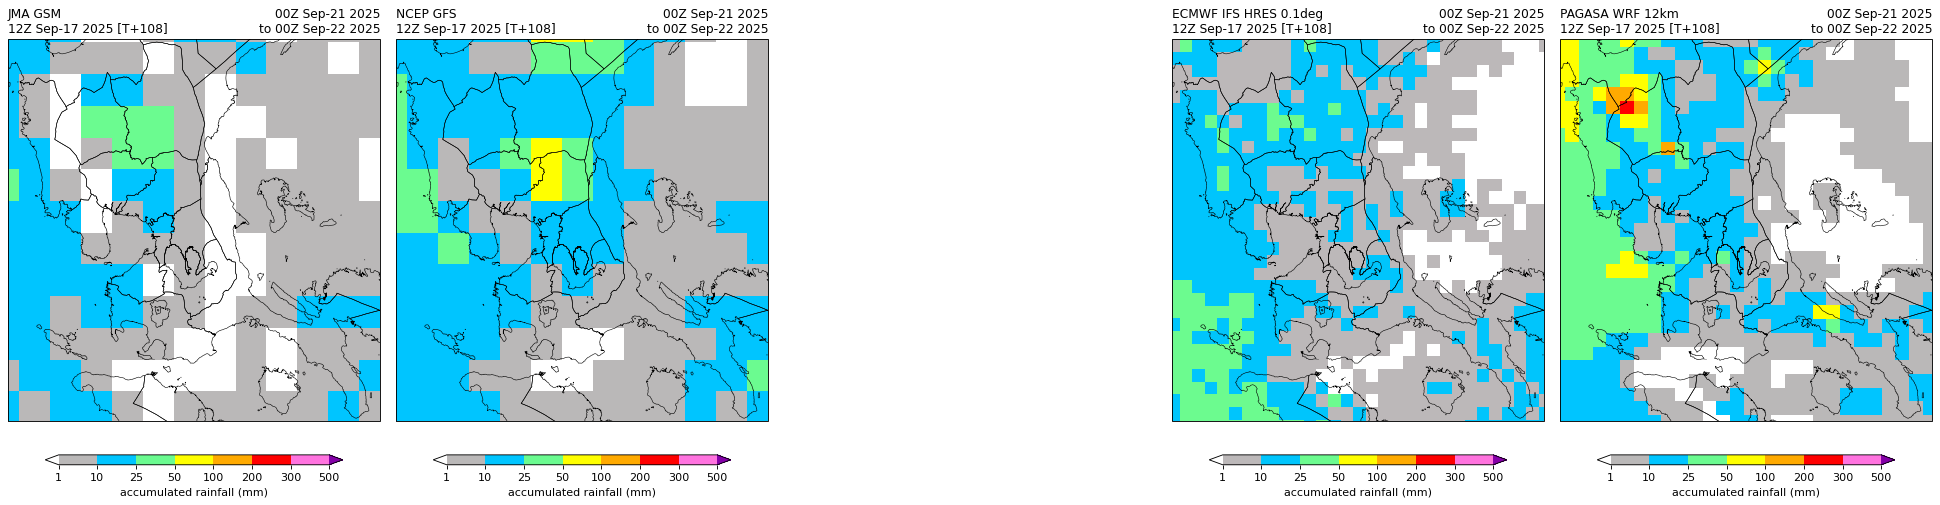 JMA GSM 00Z Sep-21 2025
12Z Sep-17 2025 [T+108] to 00Z Sep-22 2025
1 10 25 50 100 200 300 500
accumulated rainfall (mm)
NCEP GFS 00Z Sep-21 2025
12Z Sep-17 2025 [T+108] to 00Z Sep-22 2025
1 10 25 50 100 200 300 500
accumulated rainfall (mm)
ECMWF IFS HRES 0.1deg 00Z Sep-21 2025
12Z Sep-17 2025 [T+108] to 00Z Sep-22 2025
1 10 25 50 100 200 300 500
accumulated rainfall (mm)
PAGASA WRF 12km 00Z Sep-21 2025
12Z Sep-17 2025 [T+108] to 00Z Sep-22 2025
1 10 25 50 100 200 300 500
accumulated rainfall (mm)